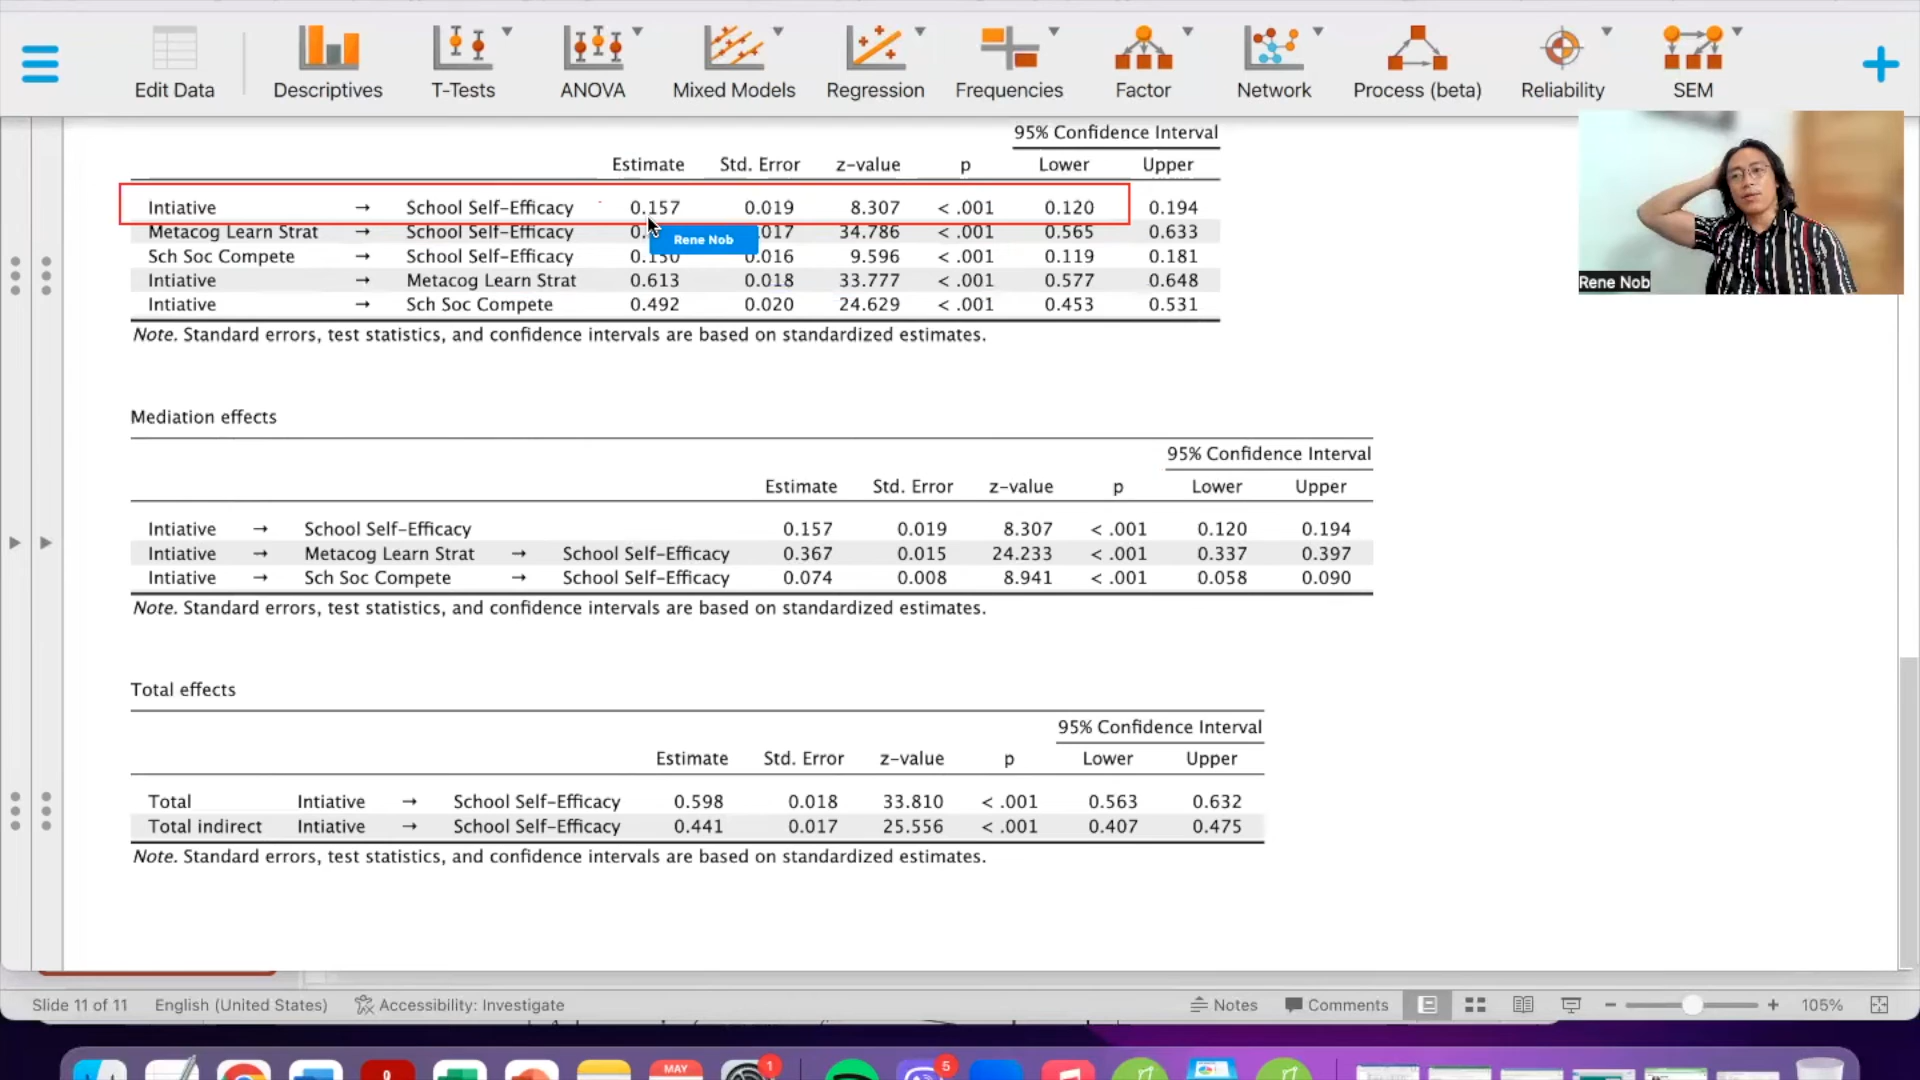 Edit Data
Descriptives
T-Tests
ANOVA
Mixed Models
Regression
Frequencies
Factor
Network
Process (beta)
Reliability
SEM
95% Confidence Interval
Estimate Std. Error z-value p Lower Upper
Intiative → School Self-Efficacy 0.157 0.019 8.307 < .001 0.120 0.194
Metacog Learn Strat → School Self-Efficacy 34.786 < .001 0.565 0.633
Sch Soc Compete → School Self-Efficacy 0.150 0.016 9.596 < .001 0.119 0.181
Intiative → Metacog Learn Strat 0.613 0.018 33.777 < .001 0.577 0.648
Intiative → Sch Soc Compete 0.492 0.020 24.629 < .001 0.453 0.531
Note. Standard errors, test statistics, and confidence intervals are based on standardized estimates.
Rene Nob
Rene Nob
Mediation effects
95% Confidence Interval
Estimate Std. Error z-value p Lower Upper
Intiative → School Self-Efficacy 0.157 0.019 8.307 < .001 0.120 0.194
Intiative → Metacog Learn Strat → School Self-Efficacy 0.367 0.015 24.233 < .001 0.337 0.397
Intiative → Sch Soc Compete → School Self-Efficacy 0.074 0.008 8.941 < .001 0.058 0.090
Note. Standard errors, test statistics, and confidence intervals are based on standardized estimates.
Total effects
95% Confidence Interval
Estimate Std. Error z-value p Lower Upper
Total Intiative → School Self-Efficacy 0.598 0.018 33.810 < .001 0.563 0.632
Total indirect Intiative → School Self-Efficacy 0.441 0.017 25.556 < .001 0.407 0.475
Note. Standard errors, test statistics, and confidence intervals are based on standardized estimates.
Slide 11 of 11 English (United States) Accessibility: Investigate Notes Comments 105%
MAY 1 5